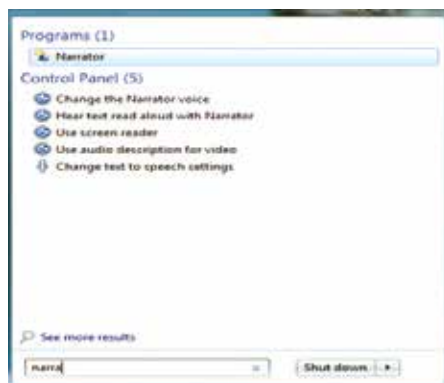 Programs (1)
Narrator
Control Panel (5)
Change the Narrator voice
Hear text read aloud with Narrator
Use screen reader
Use audio description for video
Change text to speech settings
See more results
narra
Shut down